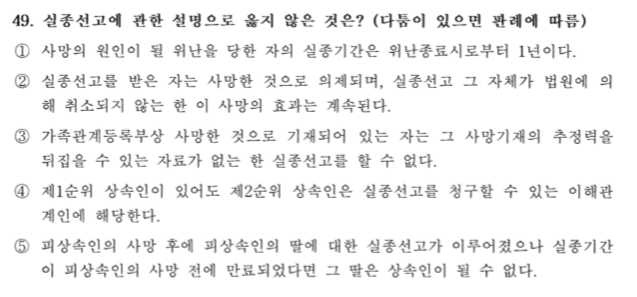 49. 실종선고에 관한 설명으로 옳지 않은 것은? (다툼이 있으면 판례에 따름)
① 사망의 원인이 될 위난을 당한 자의 실종기간은 위난종료시로부터 1년이다.
② 실종선고를 받은 자는 사망한 것으로 의제되며, 실종선고 그 자체가 법원에 의
해 취소되지 않는 한 이 사망의 효과는 계속된다.
③ 가족관계등록부상 사망한 것으로 기재되어 있는 자는 그 사망기재의 추정력을
뒤집을 수 있는 자료가 없는 한 실종선고를 할 수 없다.
④ 제1순위 상속인이 있어도 제2순위 상속인은 실종선고를 청구할 수 있는 이해관
계인에 해당한다.
⑤ 피상속인의 사망 후에 피상속인의 딸에 대한 실종선고가 이루어졌으나 실종기간
이 피상속인의 사망 전에 만료되었다면 그 딸은 상속인이 될 수 없다.